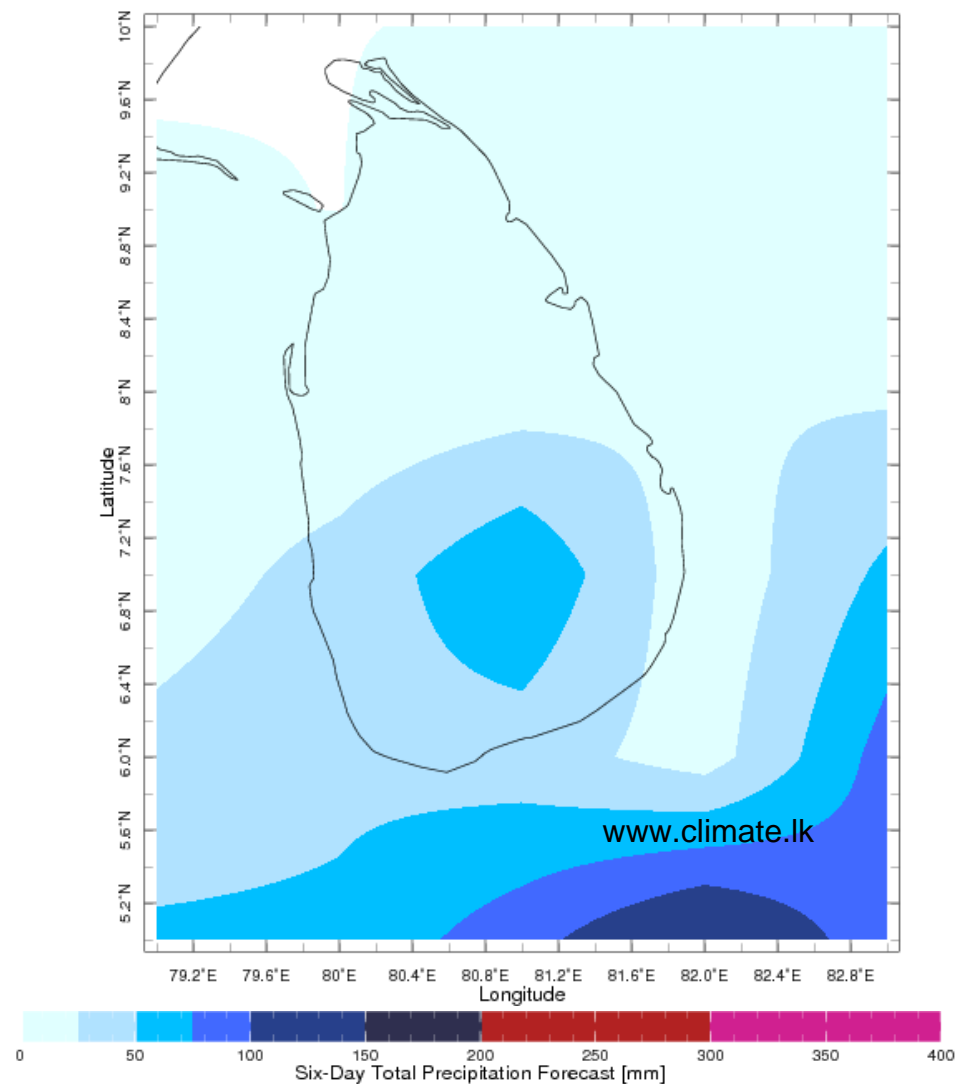 10°N
9.6°N
9.2°N
8.8°N
8.4°N
8°N
7.6°N
7.2°N
6.8°N
6.4°N
6.0°N
5.6°N
5.2°N
Latitude
www.climate.lk
79.2°E 79.6°E 80°E 80.4°E 80.8°E 81.2°E 81.6°E 82.0°E 82.4°E 82.8°E
Longitude
0 50 100 150 200 250 300 350 400
Six-Day Total Precipitation Forecast [mm]